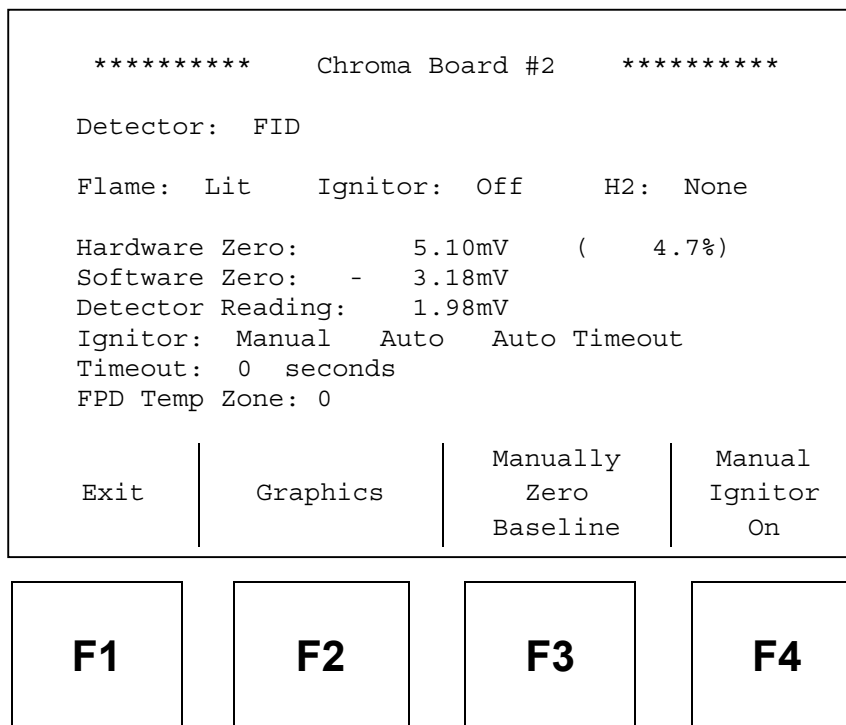 ********** Chroma Board #2 **********
Detector: FID
Flame: Lit Ignitor: Off H2: None
Hardware Zero: 5.10mV ( 4.7%)
Software Zero: - 3.18mV
Detector Reading: 1.98mV
Ignitor: Manual Auto Auto Timeout
Timeout: 0 seconds
FPD Temp Zone: 0
Exit
Graphics
Manually
Zero
Baseline
Manual
Ignitor
On
F1
F2
F3
F4